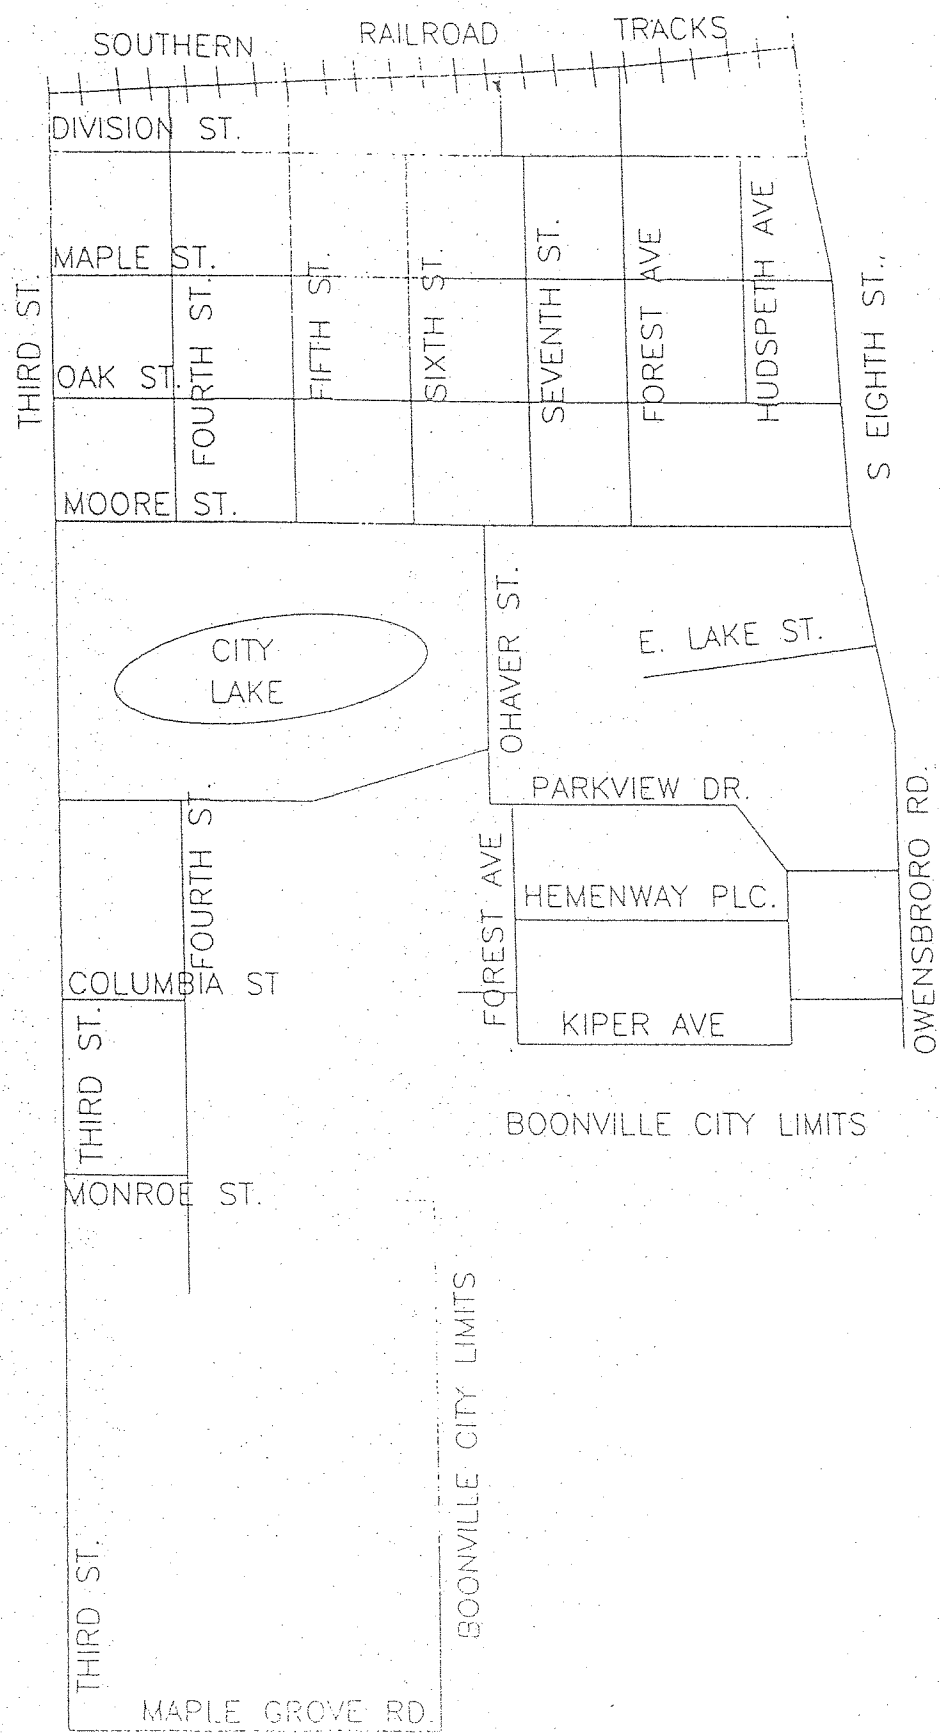 SOUTHERN RAILROAD TRACKS
DIVISION ST.
MAPLE ST.
THIRD ST.
FOURTH ST.
FIFTH ST.
SIXTH ST.
SEVENTH ST.
FOREST AVE
HUDSPETH AVE
S EIGHTH ST.,
OAK ST.
MOORE ST.
CITY
LAKE
OHAVER ST.
E. LAKE ST.
PARKVIEW DR.
FOURTH ST.
FOREST AVE
HEMENWAY PLC.
OWENSBORO RD.
COLUMBIA ST
THIRD ST.
KIPER AVE
BOONVILLE CITY LIMITS
MONROE ST.
BOONVILLE CITY LIMITS
THIRD ST.
MAPLE GROVE RD.